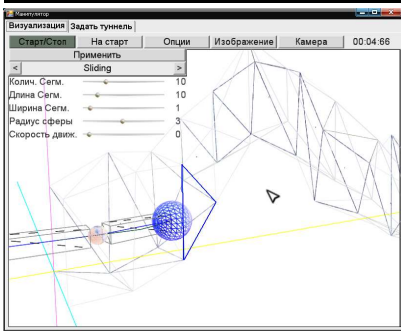 Манипулятор
Визуализация Задать туннель
Старт/Стоп На старт Опции Изображение Камера 00:04:66
Применить
< Sliding >
Колич. Сегм. 10
Длина Сегм. 10
Ширина Сегм. 1
Радиус сферы 3
Скорость движ. 0